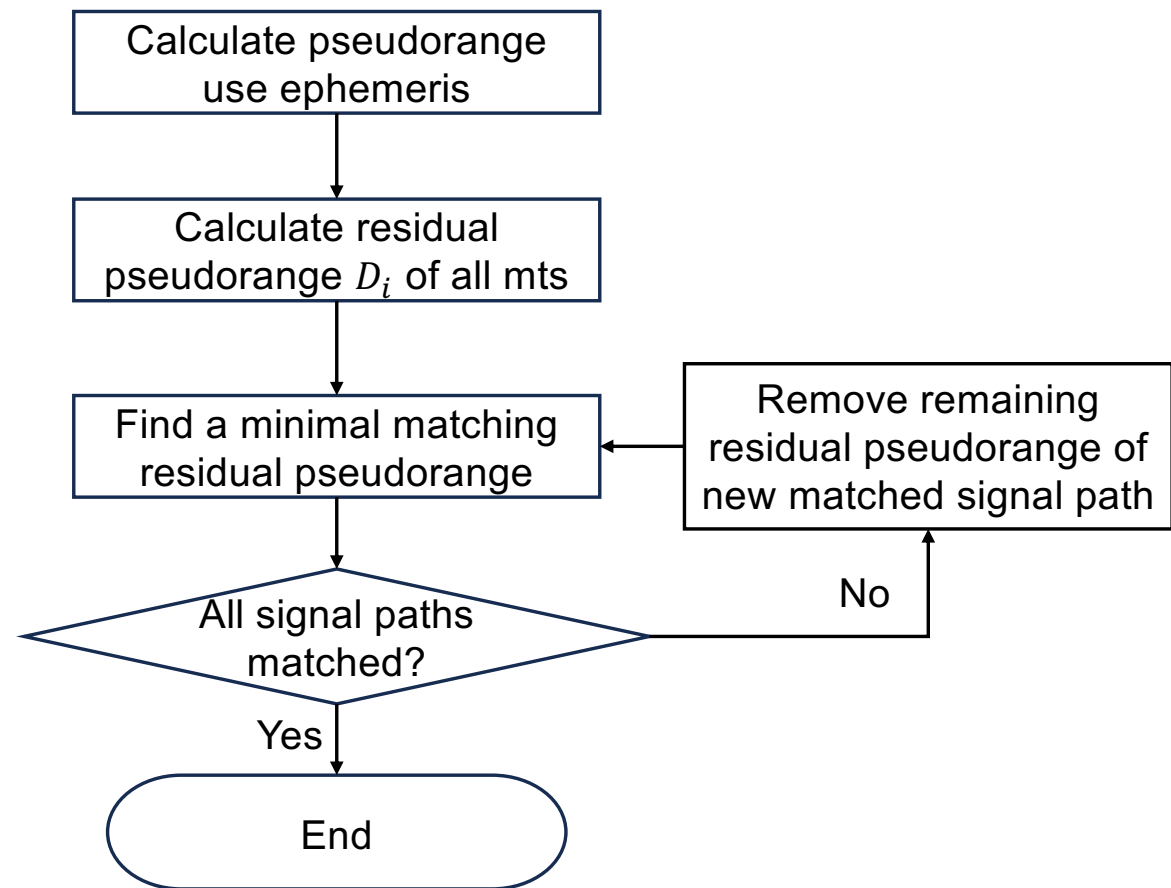 Calculate pseudorange
use ephemeris
Calculate residual
pseudorange D_i of all mts
Find a minimal matching
residual pseudorange
Remove remaining
residual pseudorange of
new matched signal path
All signal paths
matched?
No
Yes
End